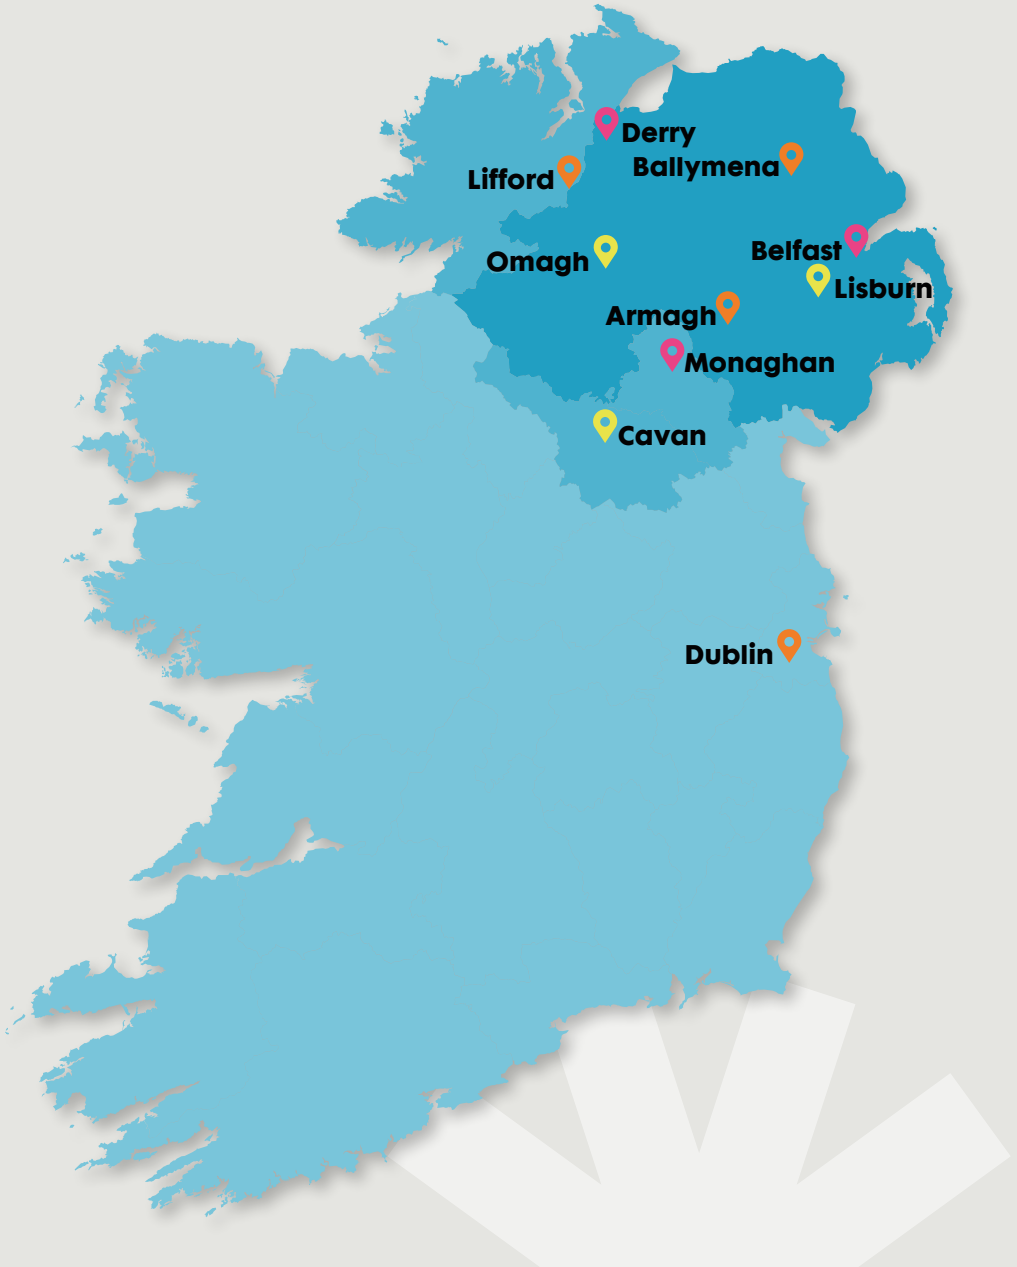 Derry
Ballymena
Lifford
Belfast
Omagh
Lisburn
Armagh
Monaghan
Cavan
Dublin